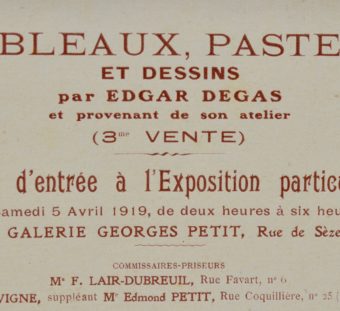 BLEAUX, PASTE
ET DESSINS
par EDGAR DEGAS
et provenant de son atelier
(3me VENTE)
d'entrée à l'Exposition particu
amedi 5 Avril 1919, de deux heures à six heu
GALERIE GEORGES PETIT, Rue de Sèze
COMMISSAIRES-PRISEURS
Me F. LAIR-DUBREUIL, Rue Favart, no 6
VIGNE, suppléant Me Edmond PETIT, Rue Coquillière, no 25 (